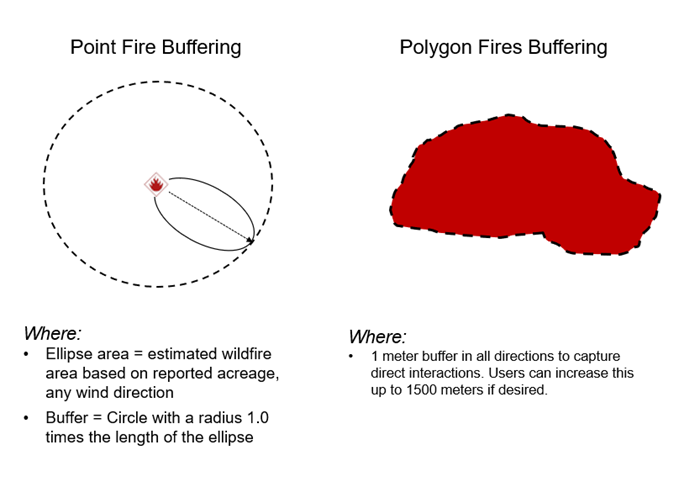 Point Fire Buffering
Where:
• Ellipse area = estimated wildfire
area based on reported acreage,
any wind direction
• Buffer = Circle with a radius 1.0
times the length of the ellipse
Polygon Fires Buffering
Where:
• 1 meter buffer in all directions to capture
direct interactions. Users can increase this
up to 1500 meters if desired.